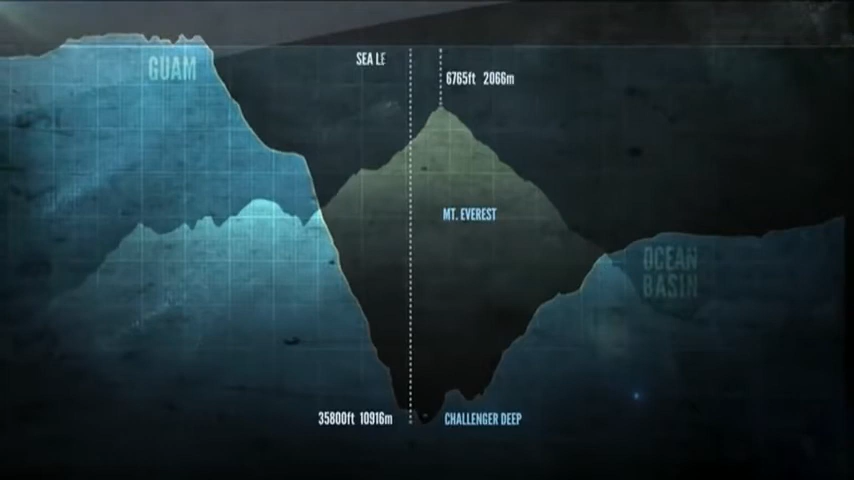 SEA LE
GUAM
6765ft 2066m
MT. EVEREST
OCEAN
BASIN
35800ft 10916m
CHALLENGER DEEP